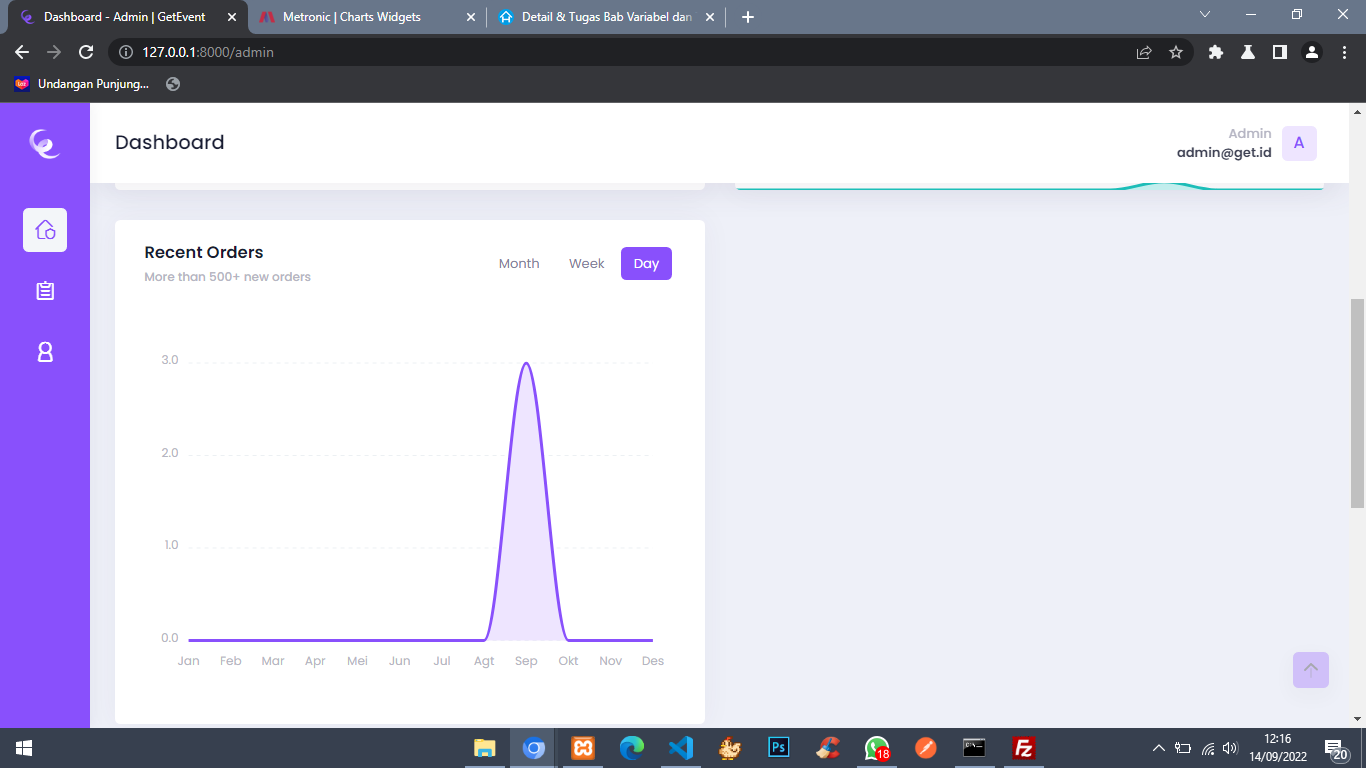 Dashboard - Admin | GetEvent
Metronic | Charts Widgets
Detail & Tugas Bab Variabel dan
127.0.0.1:8000/admin
Undangan Punjung...
Dashboard
Admin
admin@get.id
A
Recent Orders
More than 500+ new orders
Month Week Day
3.0
2.0
1.0
0.0
Jan Feb Mar Apr Mei Jun Jul Agt Sep Okt Nov Des
Ps
18
Fz
12:16
14/09/2022
20